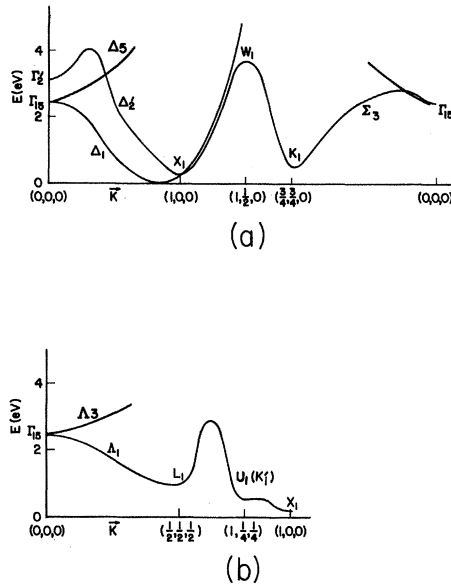 4
Γ2'
Δ5
W1
E(eV)
Γ15
2
Δ2'
Δ1
X1
K1
Σ3
Γ15
0
(0,0,0)
K⃗
(1,0,0)
(1,½,0)
(¾,¾,0)
(0,0,0)
(a)
4
E(eV)
Λ3
Γ15
2
Λ1
L1
U1(K1')
X1
0
(0,0,0)
K⃗
(½,½,½)
(1,¼,¼)
(1,0,0)
(b)